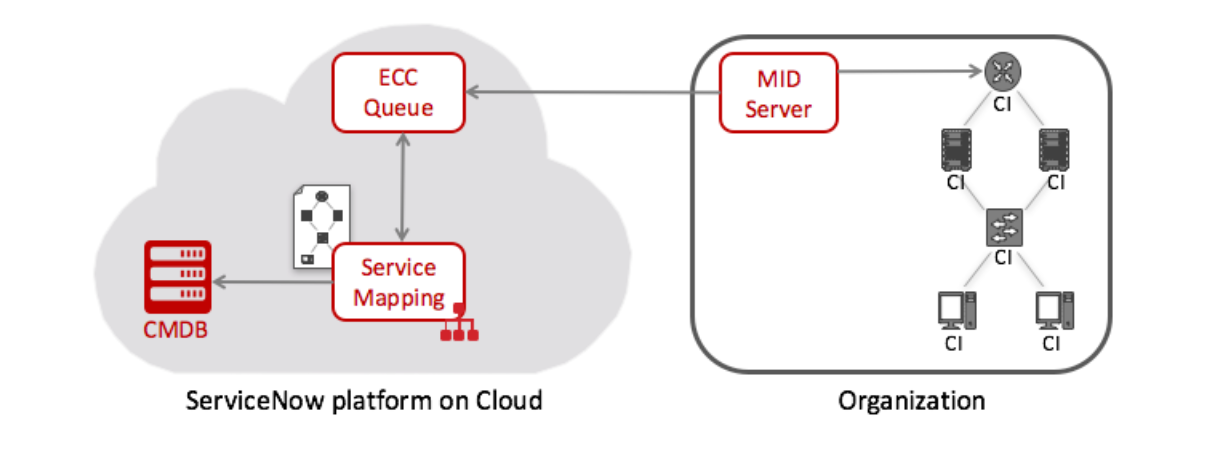 ECC
Queue
MID
Server
CI
CI
CI
Service
Mapping
CI
CMDB
CI
CI
ServiceNow platform on Cloud
Organization